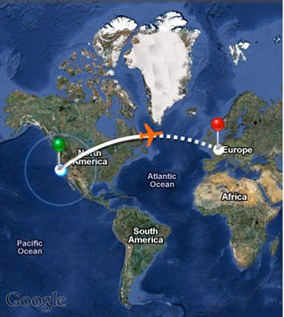 North
America
Europe
Atlantic
Ocean
Africa
South
America
Pacific
Ocean
Google